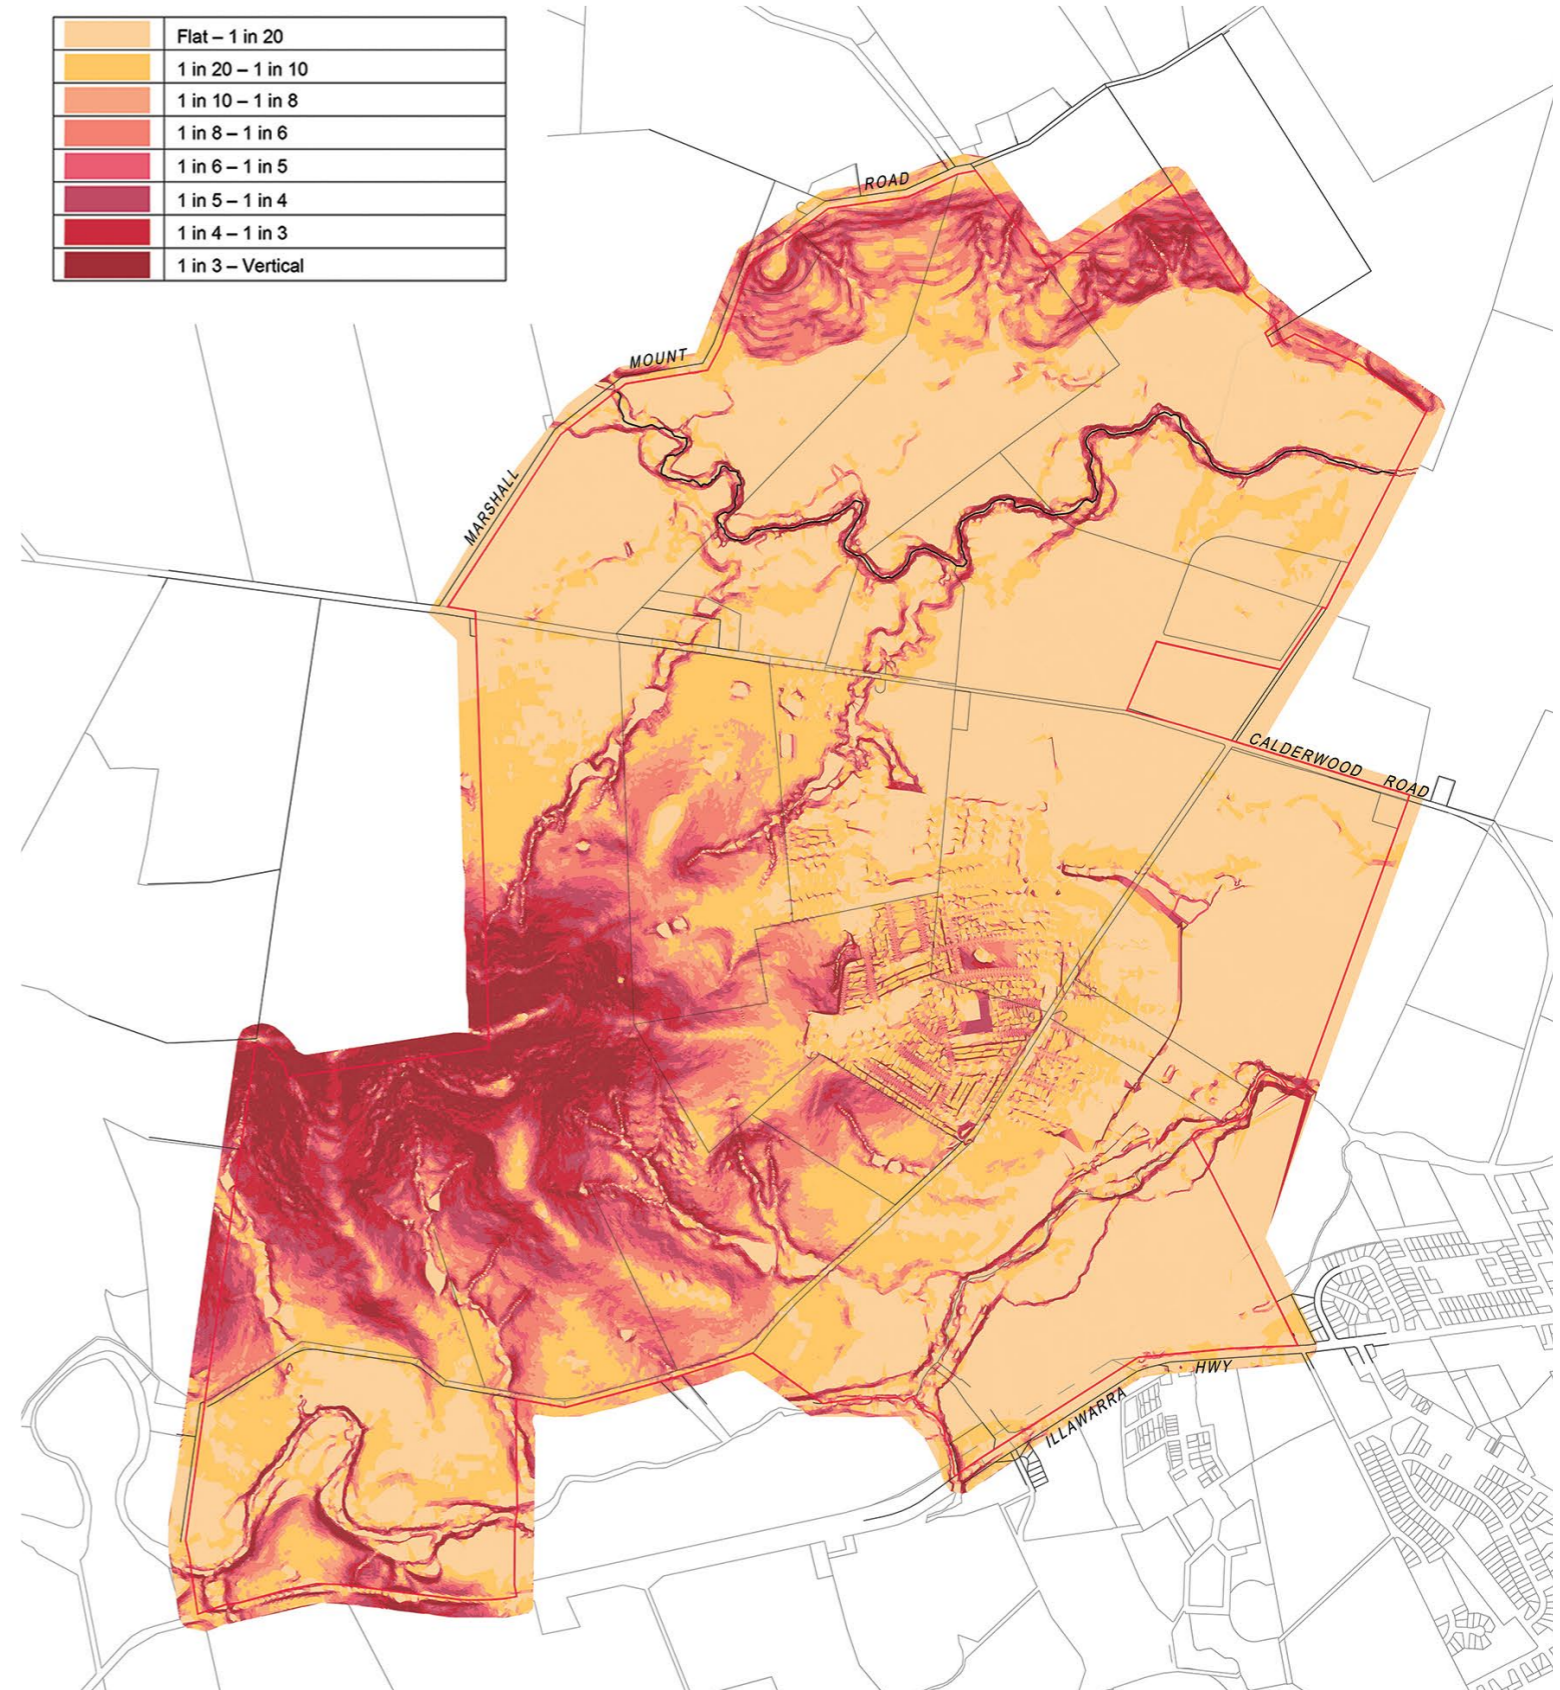 Flat – 1 in 20
1 in 20 – 1 in 10
1 in 10 – 1 in 8
1 in 8 – 1 in 6
1 in 6 – 1 in 5
1 in 5 – 1 in 4
1 in 4 – 1 in 3
1 in 3 – Vertical
ROAD
MOUNT
MARSHALL
CALDERWOOD ROAD
HWY
ILLAWARRA